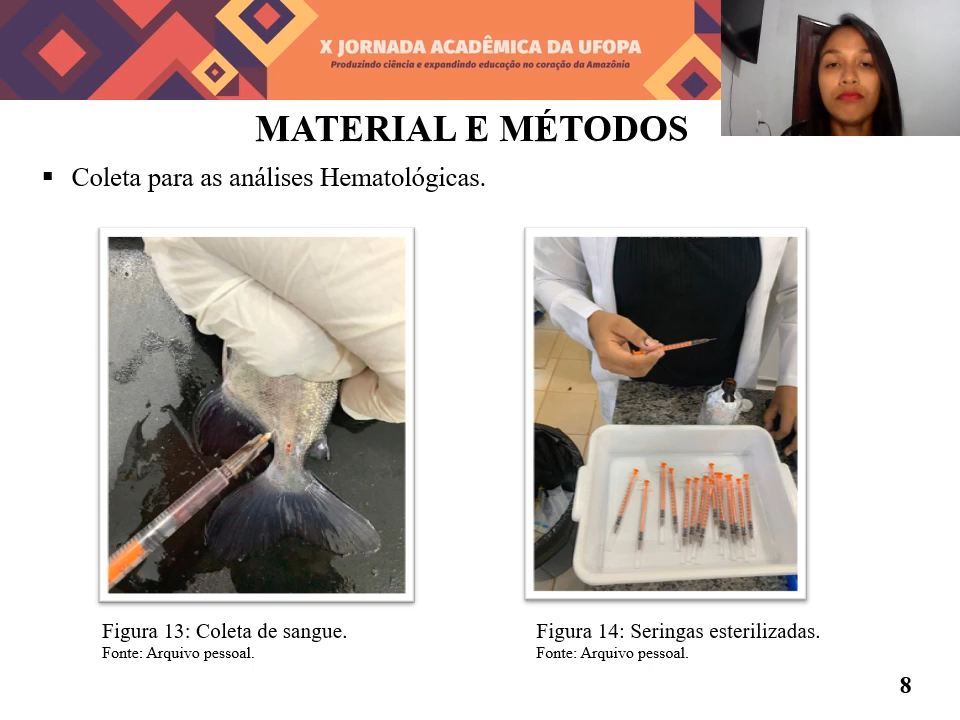 X JORNADA ACADÊMICA DA UFOPA
Produzindo ciência e expandindo educação no coração da Amazônia
MATERIAL E MÉTODOS
▪ Coleta para as análises Hematológicas.
Figura 13: Coleta de sangue.
Fonte: Arquivo pessoal.
Figura 14: Seringas esterilizadas.
Fonte: Arquivo pessoal.
8